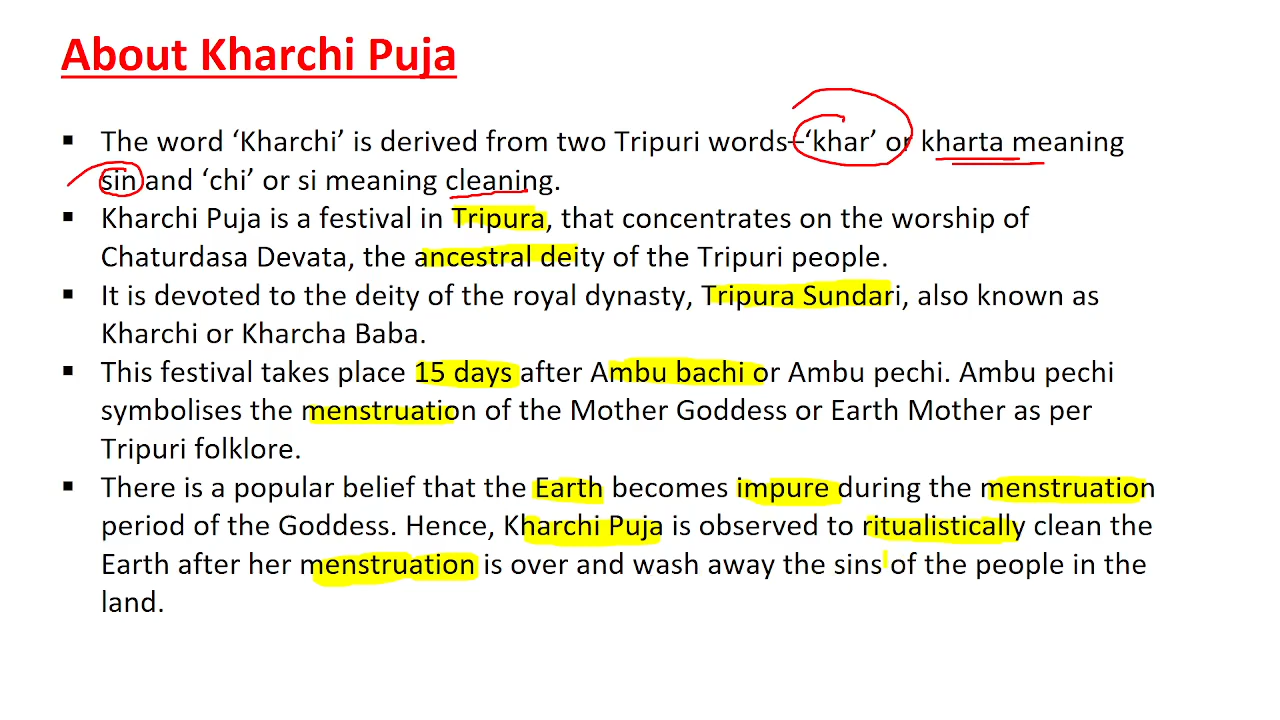 About Kharchi Puja
▪ The word ‘Kharchi’ is derived from two Tripuri words–‘khar’ or kharta meaning
sin and ‘chi’ or si meaning cleaning.
▪ Kharchi Puja is a festival in Tripura, that concentrates on the worship of
Chaturdasa Devata, the ancestral deity of the Tripuri people.
▪ It is devoted to the deity of the royal dynasty, Tripura Sundari, also known as
Kharchi or Kharcha Baba.
▪ This festival takes place 15 days after Ambu bachi or Ambu pechi. Ambu pechi
symbolises the menstruation of the Mother Goddess or Earth Mother as per
Tripuri folklore.
▪ There is a popular belief that the Earth becomes impure during the menstruation
period of the Goddess. Hence, Kharchi Puja is observed to ritualistically clean the
Earth after her menstruation is over and wash away the sins of the people in the
land.